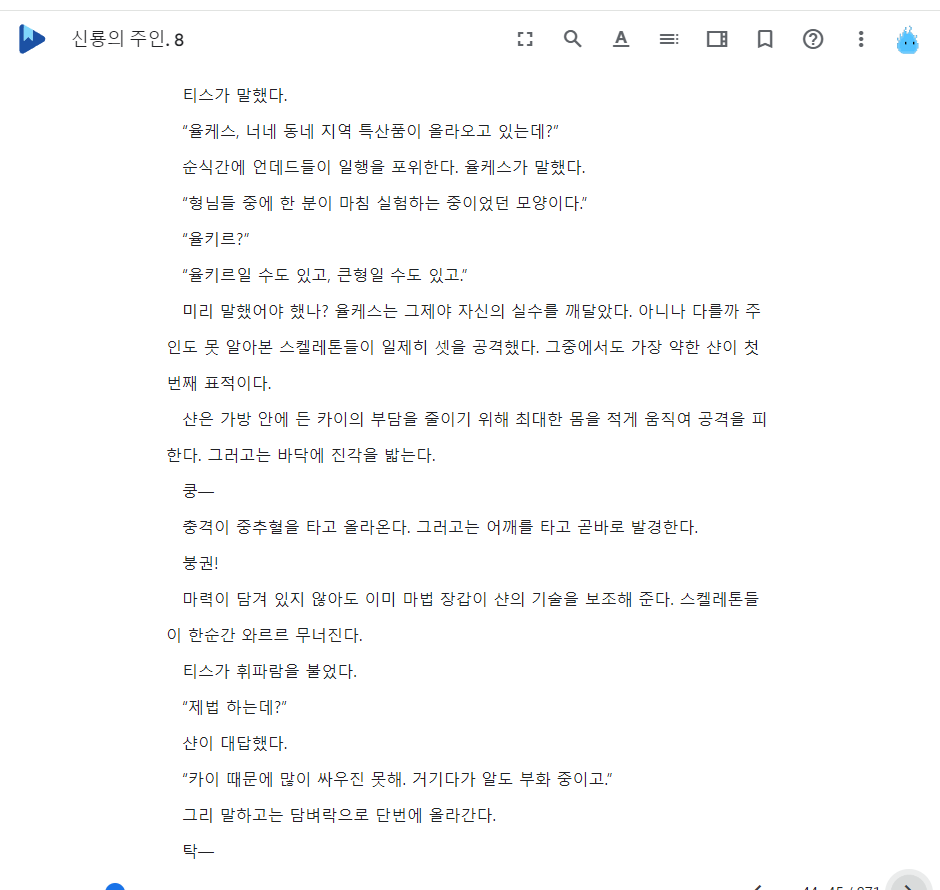 신룡의 주인. 8
티스가 말했다.
“율케스, 너네 동네 지역 특산품이 올라오고 있는데?”
순식간에 언데드들이 일행을 포위한다. 율케스가 말했다.
“형님들 중에 한 분이 마침 실험하는 중이었던 모양이다.”
“율키르?”
“율키르일 수도 있고, 큰형일 수도 있고.”
미리 말했어야 했나? 율케스는 그제야 자신의 실수를 깨달았다. 아니나 다를까 주
인도 못 알아본 스켈레톤들이 일제히 셋을 공격했다. 그중에서도 가장 약한 샨이 첫
번째 표적이다.
샨은 가방 안에 든 카이의 부담을 줄이기 위해 최대한 몸을 적게 움직여 공격을 피
한다. 그러고는 바닥에 진각을 밟는다.
쿵—
충격이 중추혈을 타고 올라온다. 그러고는 어깨를 타고 곧바로 발경한다.
붕권!
마력이 담겨 있지 않아도 이미 마법 장갑이 샨의 기술을 보조해 준다. 스켈레톤들
이 한순간 와르르 무너진다.
티스가 휘파람을 불었다.
“제법 하는데?”
샨이 대답했다.
“카이 때문에 많이 싸우진 못해. 거기다가 알도 부화 중이고.”
그리 말하고는 담벼락으로 단번에 올라간다.
탁—